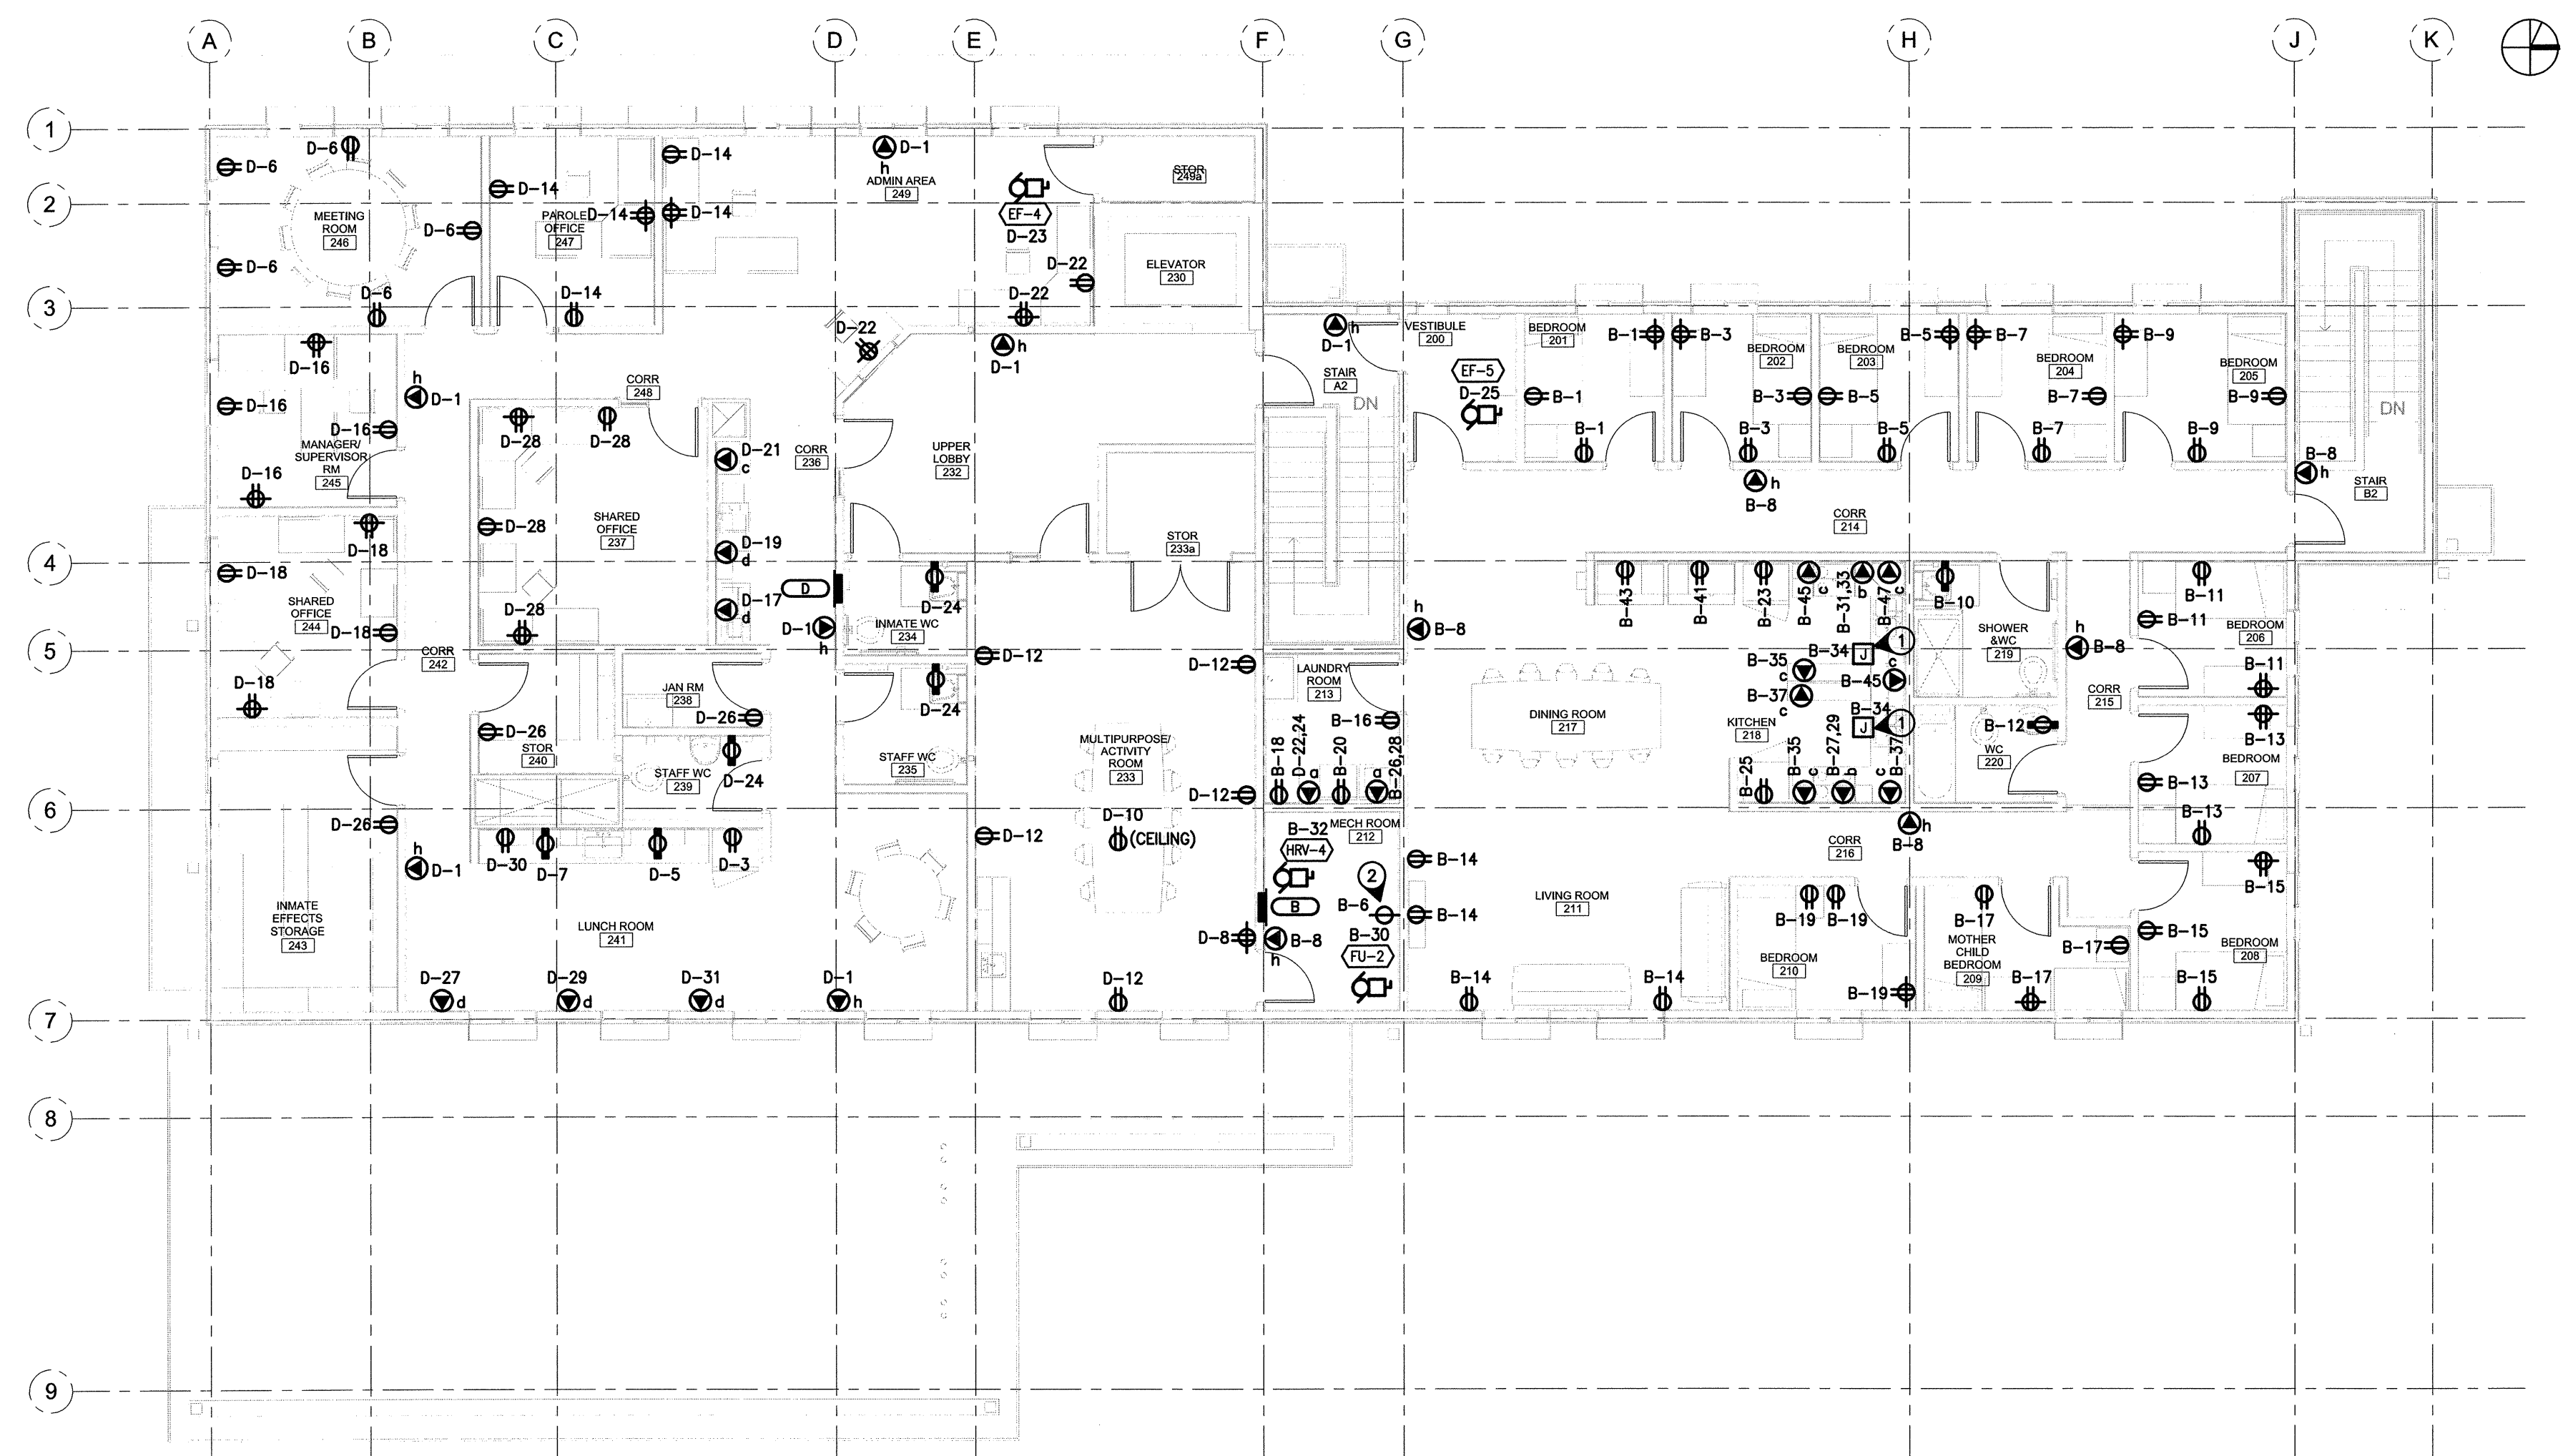 A B C D E F G H J K
1
D-6
D-1
h
D-14
D-6
D-14
ADMIN AREA
249
STOR
249a
2
MEETING
ROOM
246
D-6
PAROLE
OFFICE
247
D-14
D-14
EF-4
D-23
D-6
D-22
ELEVATOR
230
D-6
D-14
D-22
3
D-22
D-16
h
D-1
D-1
h
VESTIBULE
200
STAIR
A2
DN
EF-5
D-25
BEDROOM
201
B-1
B-3
BEDROOM
202
BEDROOM
203
B-5
B-7
BEDROOM
204
B-9
BEDROOM
205
B-1
B-3
B-5
B-7
B-9
B-1
B-3
B-5
B-7
B-9
DN
D-16
h
D-1
CORR
248
D-28
D-28
D-16
MANAGER/
SUPERVISOR
RM
245
D-16
D-21
c
CORR
236
UPPER
LOBBY
232
h
B-8
B-8
h
STAIR
B2
D-18
D-28
SHARED
OFFICE
237
D-19
d
STOR
233a
CORR
214
4
D-18
SHARED
OFFICE
244
D-18
D-28
D-17
d
D
D-1
h
D-24
INMATE WC
234
h
B-8
B-43
B-41
B-23
B-45
c
B-31,33
b
B-47
c
B-10
SHOWER
&WC
219
h
B-8
B-11
B-11
BEDROOM
206
5
CORR
242
D-18
D-12
D-12
LAUNDRY
ROOM
213
B-34
J
1
B-35
c
B-37
c
c
B-45
B-34
J
1
CORR
215
B-11
JAN RM
238
D-26
D-24
B-16
DINING ROOM
217
KITCHEN
218
B-12
WC
220
B-13
D-26
STOR
240
STAFF WC
239
D-24
STAFF WC
235
MULTIPURPOSE/
ACTIVITY
ROOM
233
B-18
D-22,24
a
B-20
a
B-26,28
B-25
B-35
c
B-27,29
b
B-37
c
BEDROOM
207
B-13
B-13
D-12
6
D-26
h
D-1
D-30
D-7
D-5
D-3
D-12
D-10
(CEILING)
B-32
HRV-4
MECH ROOM
212
2
B-6
B
B-14
B-14
CORR
216
h
B-8
B-15
INMATE
EFFECTS
STORAGE
243
LUNCH ROOM
241
D-8
B-8
h
B-30
FU-2
LIVING ROOM
211
B-19
B-19
B-17
MOTHER
CHILD
BEDROOM
209
B-17
B-15
BEDROOM
208
BEDROOM
210
D-27
d
D-29
d
D-31
d
D-1
h
D-12
B-14
B-14
B-19
B-17
B-15
7
8
9